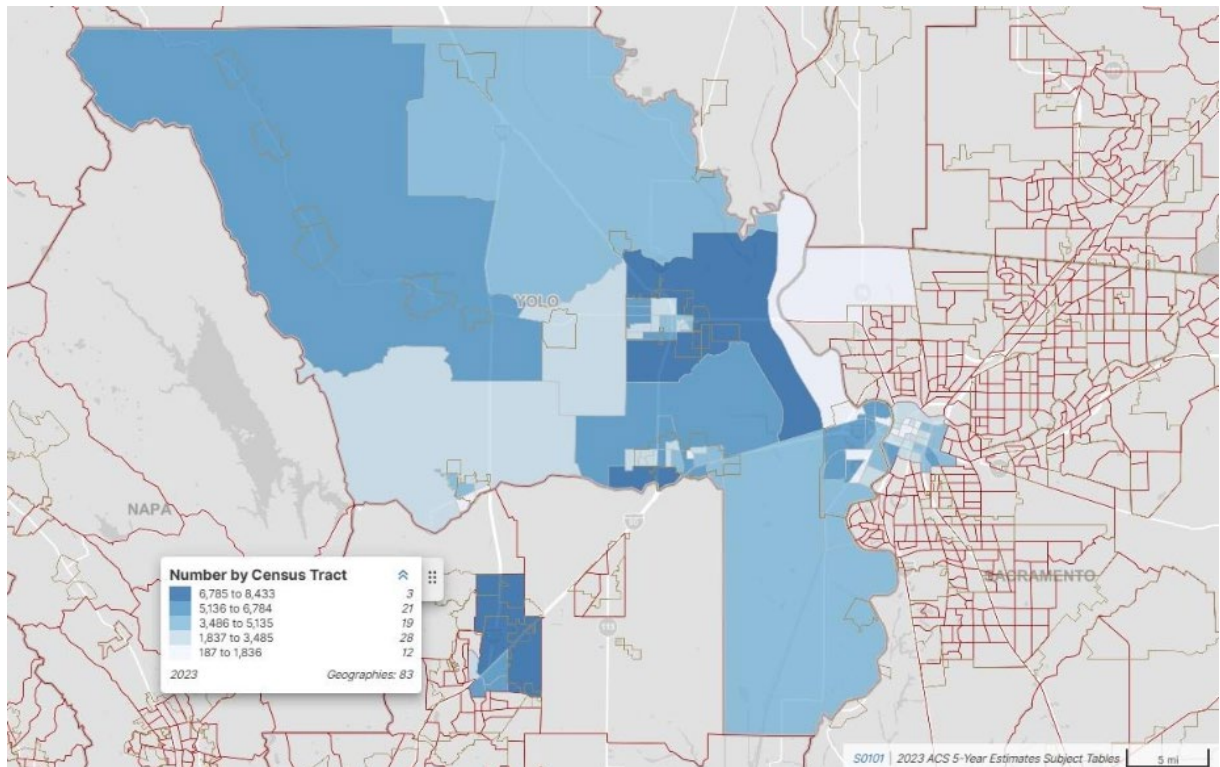 YOLO
NAPA
SACRAMENTO
113
Number by Census Tract
6,785 to 8,433 3
5,136 to 6,784 21
3,486 to 5,135 19
1,837 to 3,485 28
187 to 1,836 12
2023 Geographies: 83
S0101 | 2023 ACS 5-Year Estimates Subject Tables
5 mi